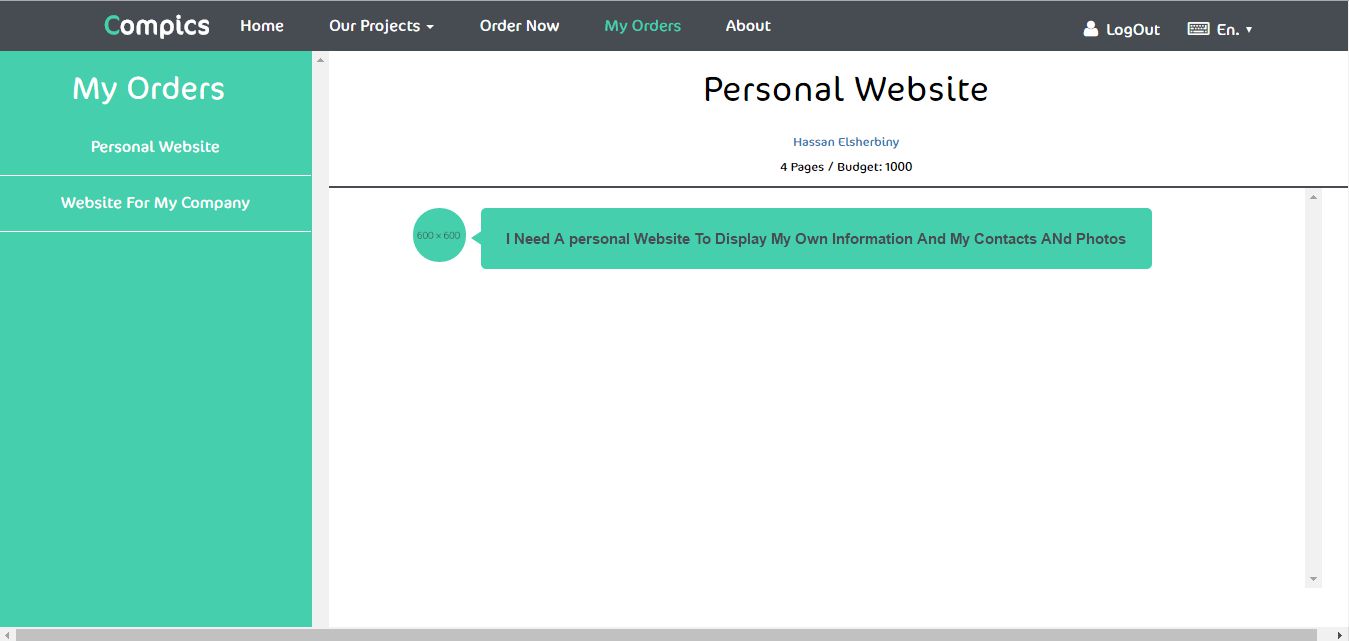 Compics Home Our Projects Order Now My Orders About LogOut En.
My Orders
Personal Website
Website For My Company
Personal Website
Hassan Elsherbiny
4 Pages / Budget: 1000
600 × 600
I Need A personal Website To Display My Own Information And My Contacts ANd Photos